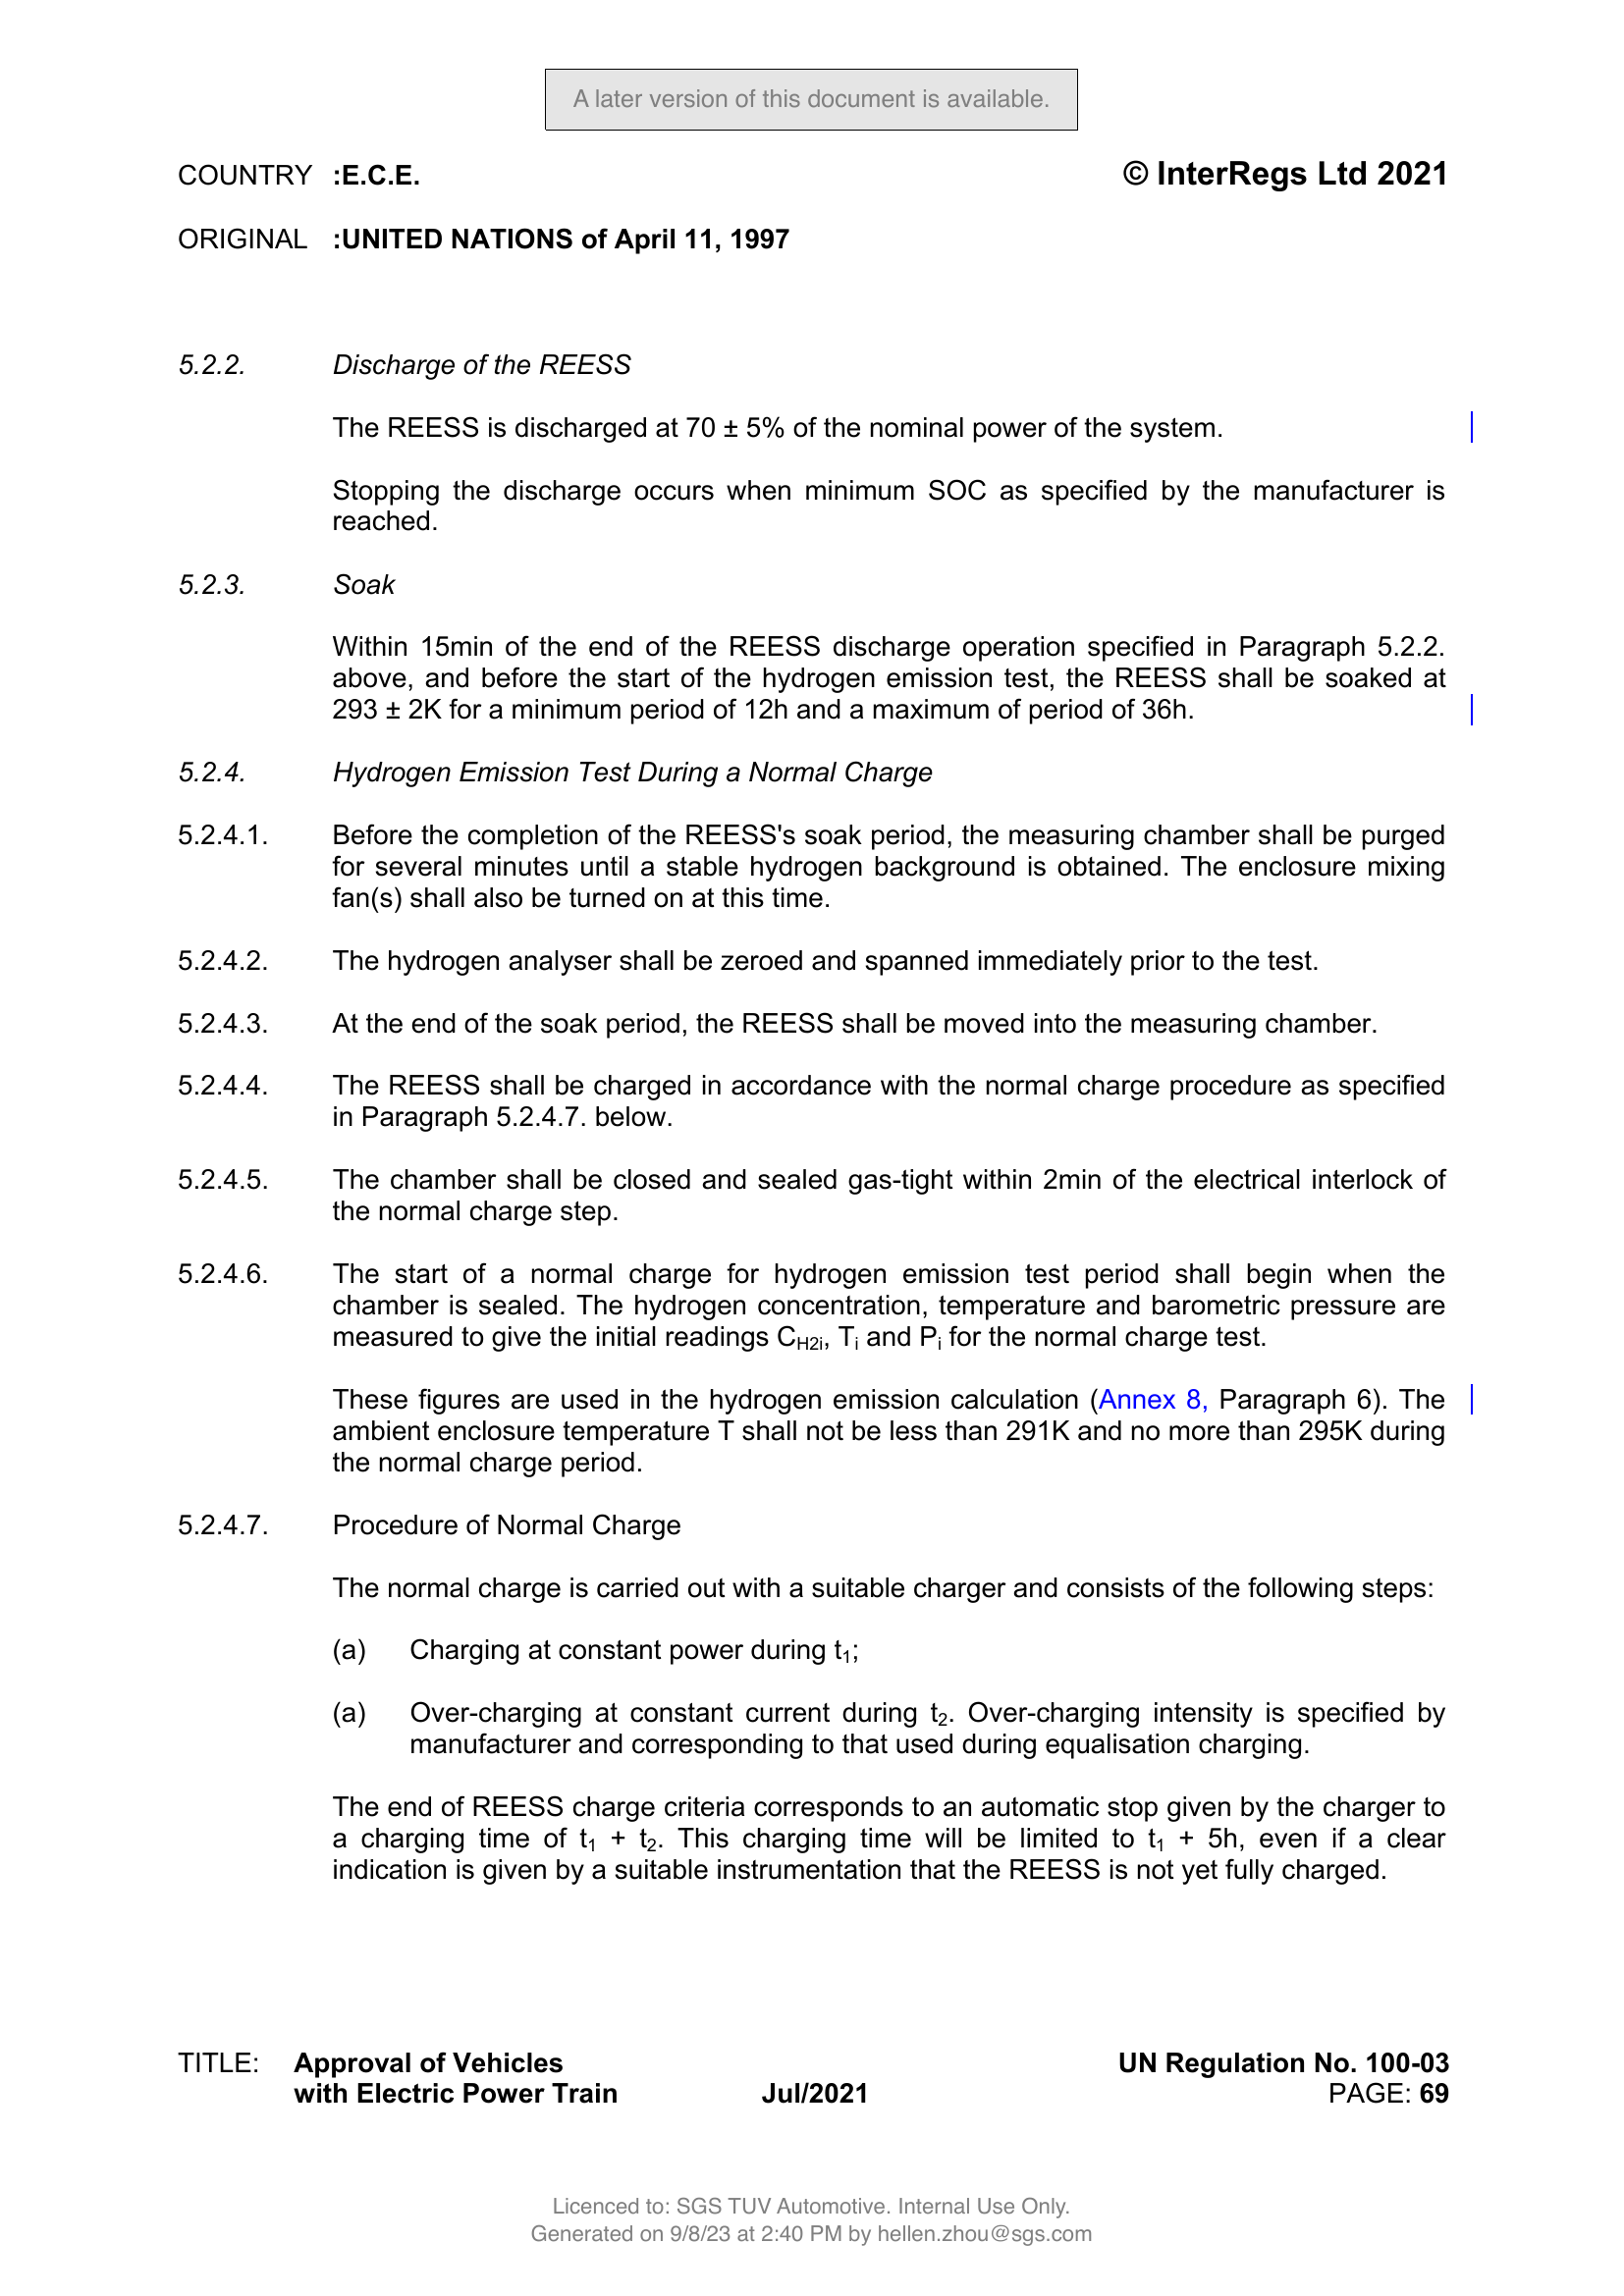 A later version of this document is available.
COUNTRY :E.C.E.
© InterRegs Ltd 2021
ORIGINAL :UNITED NATIONS of April 11, 1997
5.2.2. Discharge of the REESS
The REESS is discharged at 70 ± 5% of the nominal power of the system.
Stopping the discharge occurs when minimum SOC as specified by the manufacturer is
reached.
5.2.3. Soak
Within 15min of the end of the REESS discharge operation specified in Paragraph 5.2.2.
above, and before the start of the hydrogen emission test, the REESS shall be soaked at
293 ± 2K for a minimum period of 12h and a maximum of period of 36h.
5.2.4. Hydrogen Emission Test During a Normal Charge
5.2.4.1. Before the completion of the REESS's soak period, the measuring chamber shall be purged
for several minutes until a stable hydrogen background is obtained. The enclosure mixing
fan(s) shall also be turned on at this time.
5.2.4.2. The hydrogen analyser shall be zeroed and spanned immediately prior to the test.
5.2.4.3. At the end of the soak period, the REESS shall be moved into the measuring chamber.
5.2.4.4. The REESS shall be charged in accordance with the normal charge procedure as specified
in Paragraph 5.2.4.7. below.
5.2.4.5. The chamber shall be closed and sealed gas-tight within 2min of the electrical interlock of
the normal charge step.
5.2.4.6. The start of a normal charge for hydrogen emission test period shall begin when the
chamber is sealed. The hydrogen concentration, temperature and barometric pressure are
measured to give the initial readings C<sub>H2i</sub>, T<sub>i</sub> and P<sub>i</sub> for the normal charge test.
These figures are used in the hydrogen emission calculation (Annex 8, Paragraph 6). The
ambient enclosure temperature T shall not be less than 291K and no more than 295K during
the normal charge period.
5.2.4.7. Procedure of Normal Charge
The normal charge is carried out with a suitable charger and consists of the following steps:
(a) Charging at constant power during t<sub>1</sub>;
(a) Over-charging at constant current during t<sub>2</sub>. Over-charging intensity is specified by
manufacturer and corresponding to that used during equalisation charging.
The end of REESS charge criteria corresponds to an automatic stop given by the charger to
a charging time of t<sub>1</sub> + t<sub>2</sub>. This charging time will be limited to t<sub>1</sub> + 5h, even if a clear
indication is given by a suitable instrumentation that the REESS is not yet fully charged.
TITLE: Approval of Vehicles
with Electric Power Train
Jul/2021
UN Regulation No. 100-03
PAGE: 69
Licenced to: SGS TUV Automotive. Internal Use Only.
Generated on 9/8/23 at 2:40 PM by hellen.zhou@sgs.com